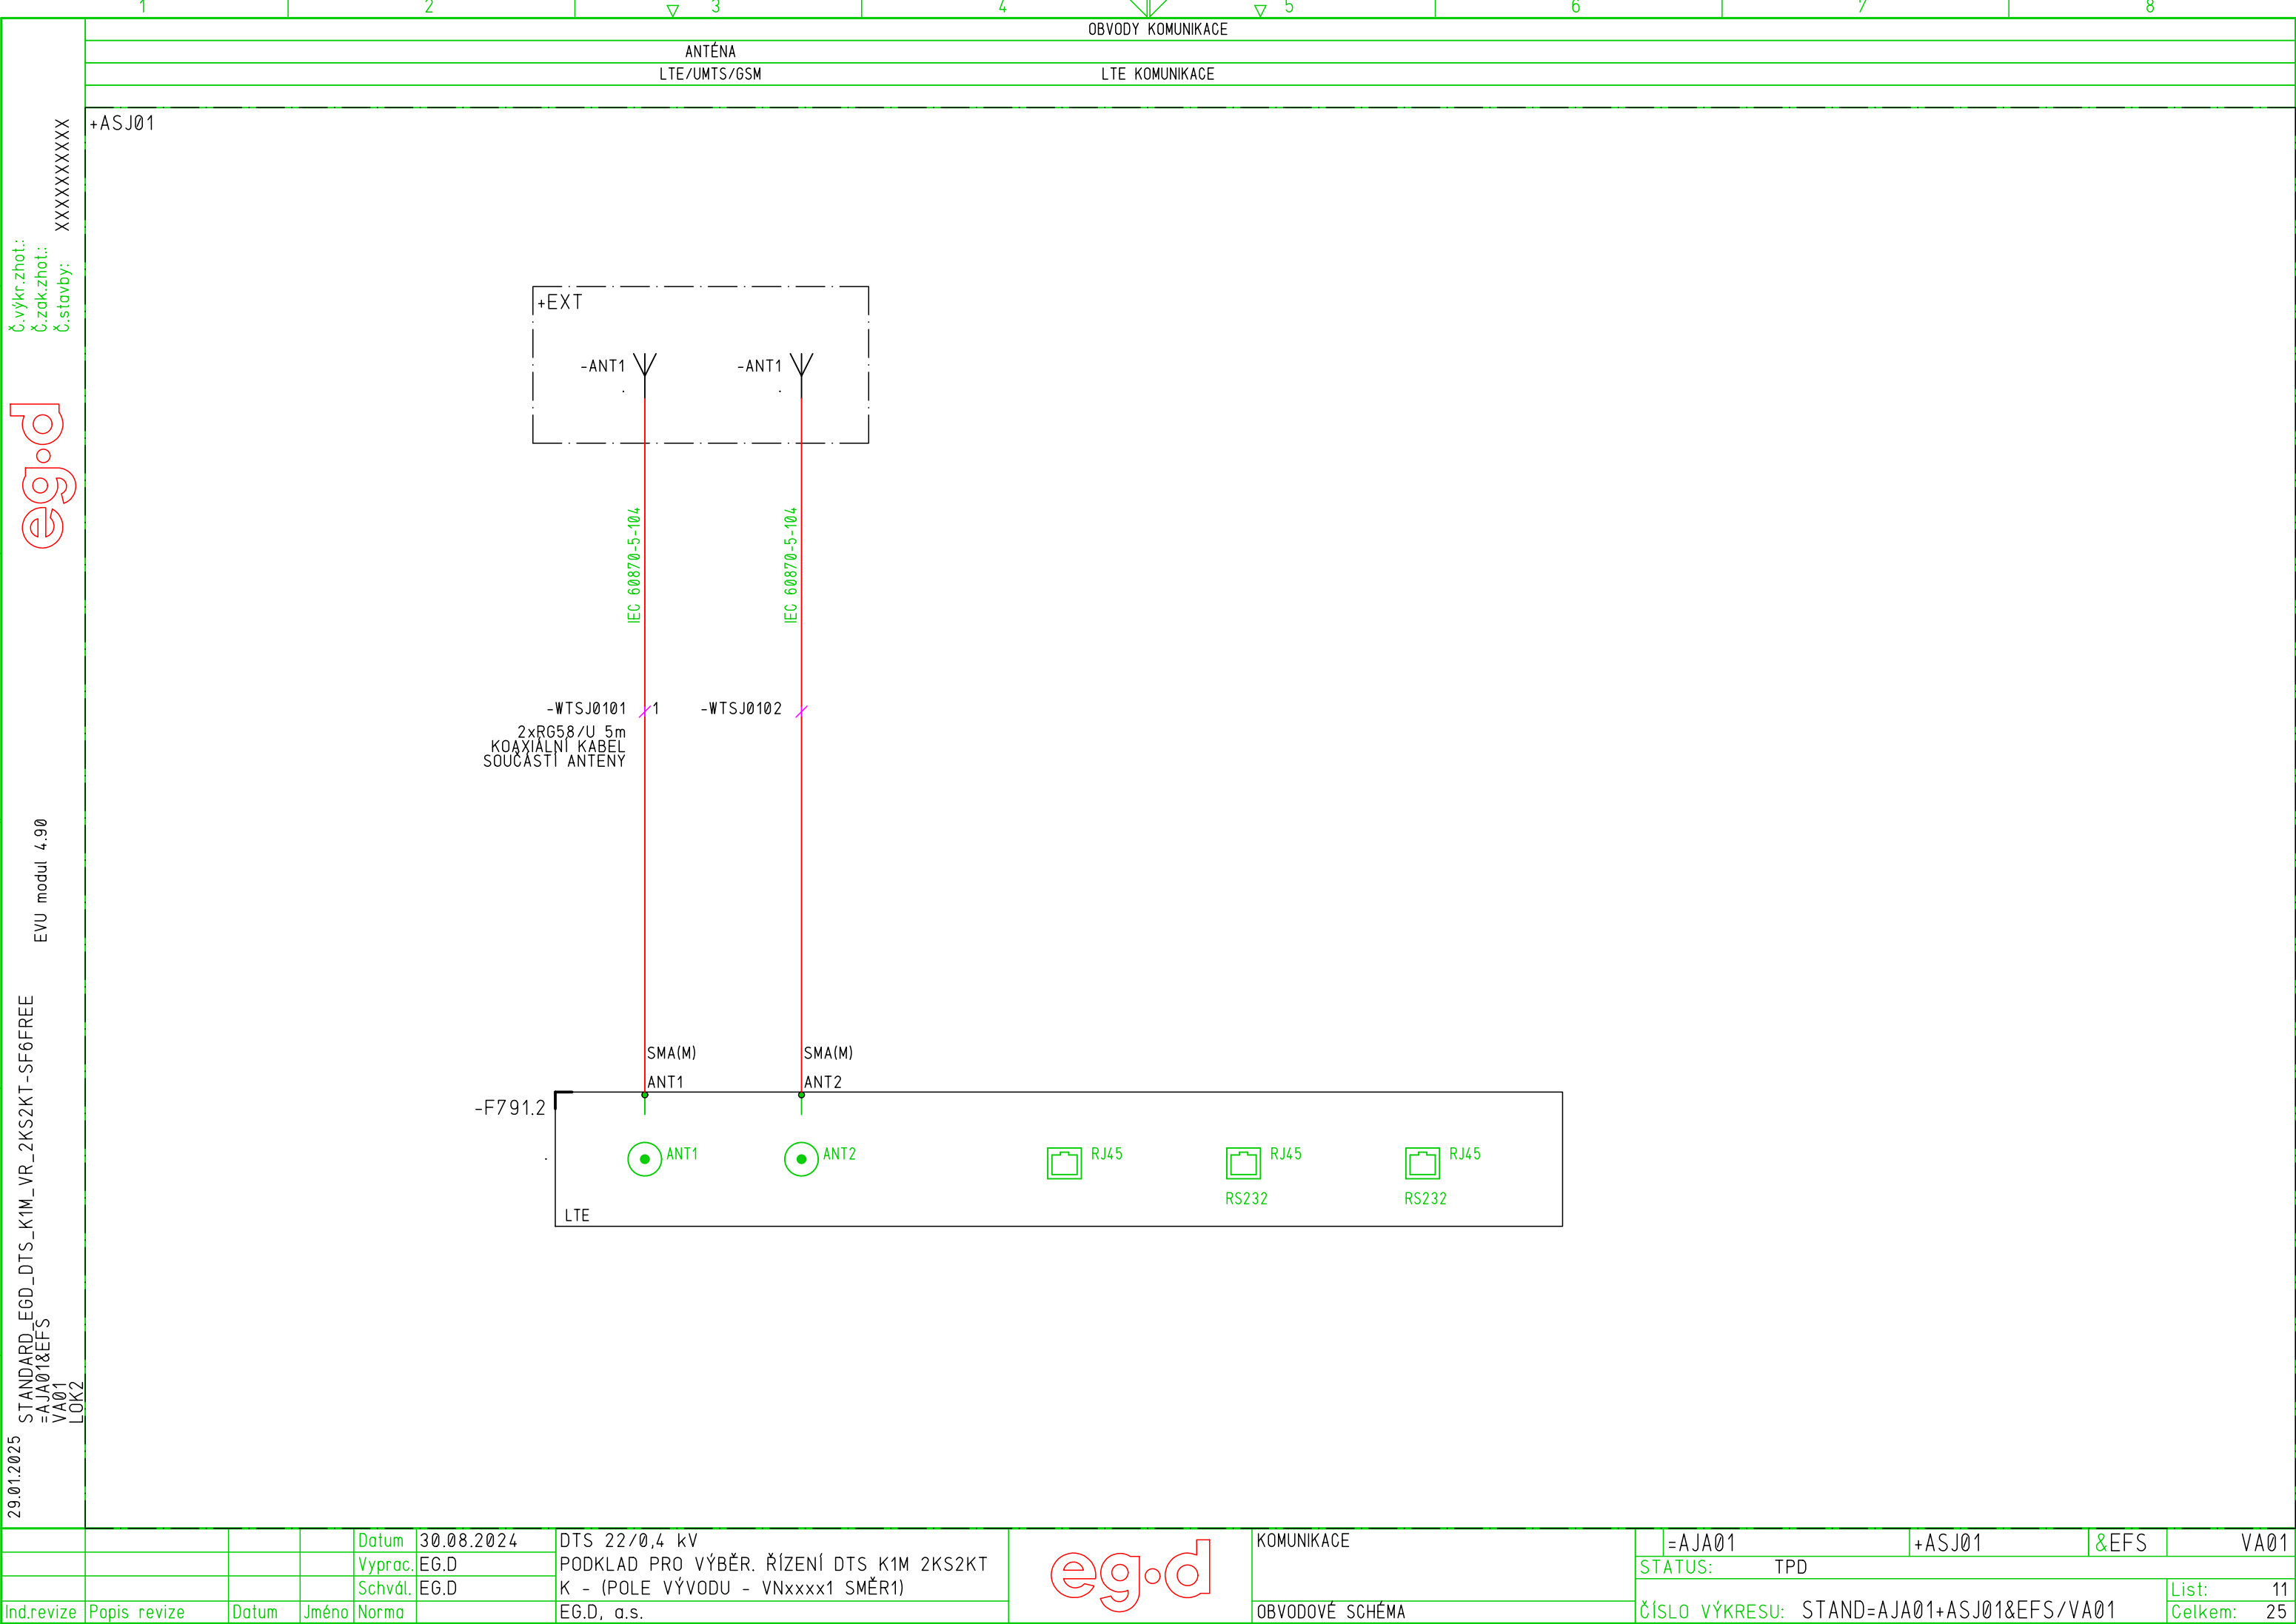 1 2 3 4 5 6 7 8
OBVODY KOMUNIKACE
ANTÉNA
LTE/UMTS/GSM LTE KOMUNIKACE
+ASJ01
Č.výkr.zhot.:
Č.zak.zhot.:
Č.stavby: XXXXXXXXXX
eg·d
EVU modul 4.90
STANDARD_EGD_DTS_K1M_VR_2KS2KT-SF6FREE
=AJA01&EFS
VA01
LOK2
29.01.2025
+EXT
-ANT1 -ANT1
IEC 60870-5-104 IEC 60870-5-104
-WTSJ0101 1 -WTSJ0102
2xRG58/U 5m
KOAXIÁLNÍ KABEL
SOUČÁSTÍ ANTENY
SMA(M) SMA(M)
ANT1 ANT2
-F791.2
ANT1 ANT2 RJ45 RJ45 RJ45
RS232 RS232
LTE
Datum 30.08.2024 DTS 22/0,4 kV KOMUNIKACE =AJA01 +ASJ01 &EFS VA01
Vyprac. EG.D PODKLAD PRO VÝBĚR. ŘÍZENÍ DTS K1M 2KS2KT eg·d STATUS: TPD
Schvál. EG.D K - (POLE VÝVODU - VNxxxx1 SMĚR1) List: 11
Ind.revize Popis revize Datum Jméno Norma EG.D, a.s. OBVODOVÉ SCHÉMA ČÍSLO VÝKRESU: STAND=AJA01+ASJ01&EFS/VA01 Celkem: 25